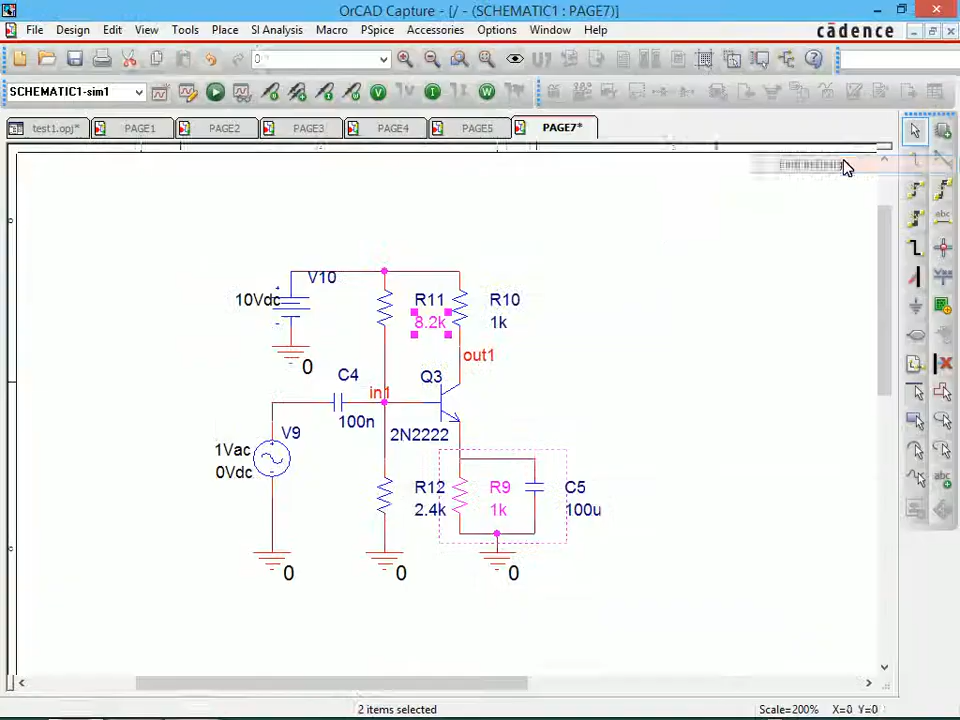 OrCAD Capture - [/ - (SCHEMATIC1 : PAGE7)]
File Design Edit View Tools Place SI Analysis Macro PSpice Accessories Options Window Help
cādence
SCHEMATIC1-sim1
test1.opj* PAGE1 PAGE2 PAGE3 PAGE4 PAGE5 PAGE7*
V10
10Vdc
R11 R10
8.2k 1k
out1
0
C4 Q3
in1
100n
V9 2N2222
1Vac
0Vdc
R12 R9 C5
2.4k 1k 100u
0 0 0
2 items selected Scale=200% X=0 Y=0